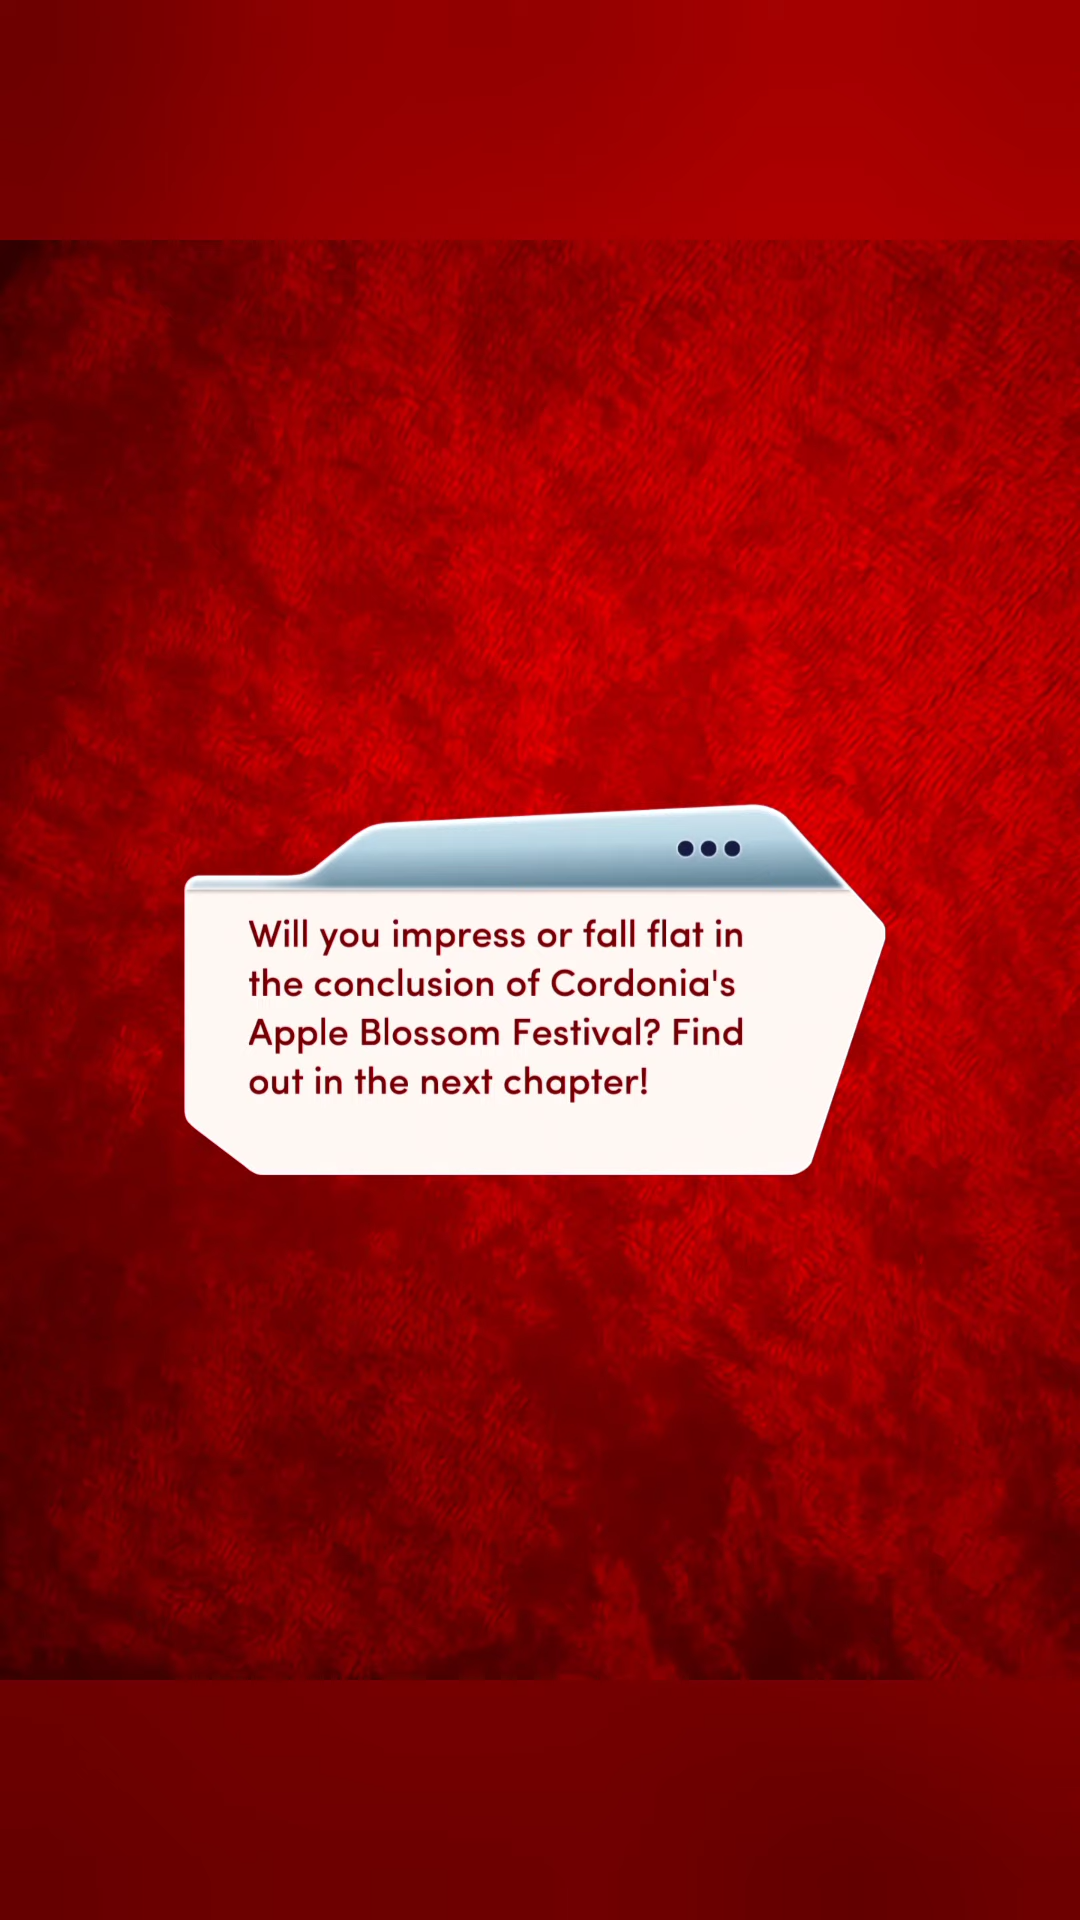 Will you impress or fall flat in
the conclusion of Cordonia's
Apple Blossom Festival? Find
out in the next chapter!